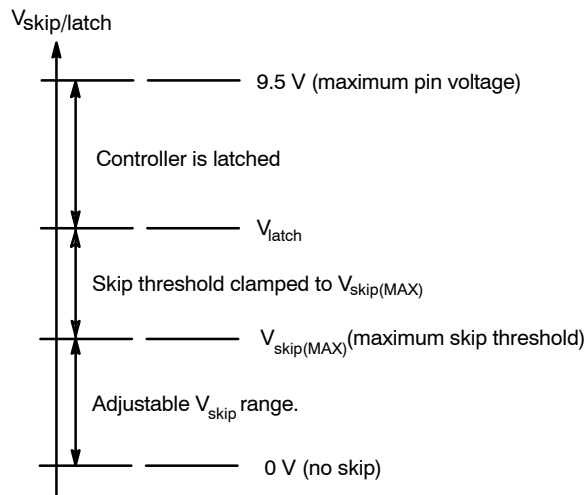 Vskip/latch
9.5 V (maximum pin voltage)
Controller is latched
Vlatch
Skip threshold clamped to Vskip(MAX)
Vskip(MAX) (maximum skip threshold)
Adjustable Vskip range.
0 V (no skip)